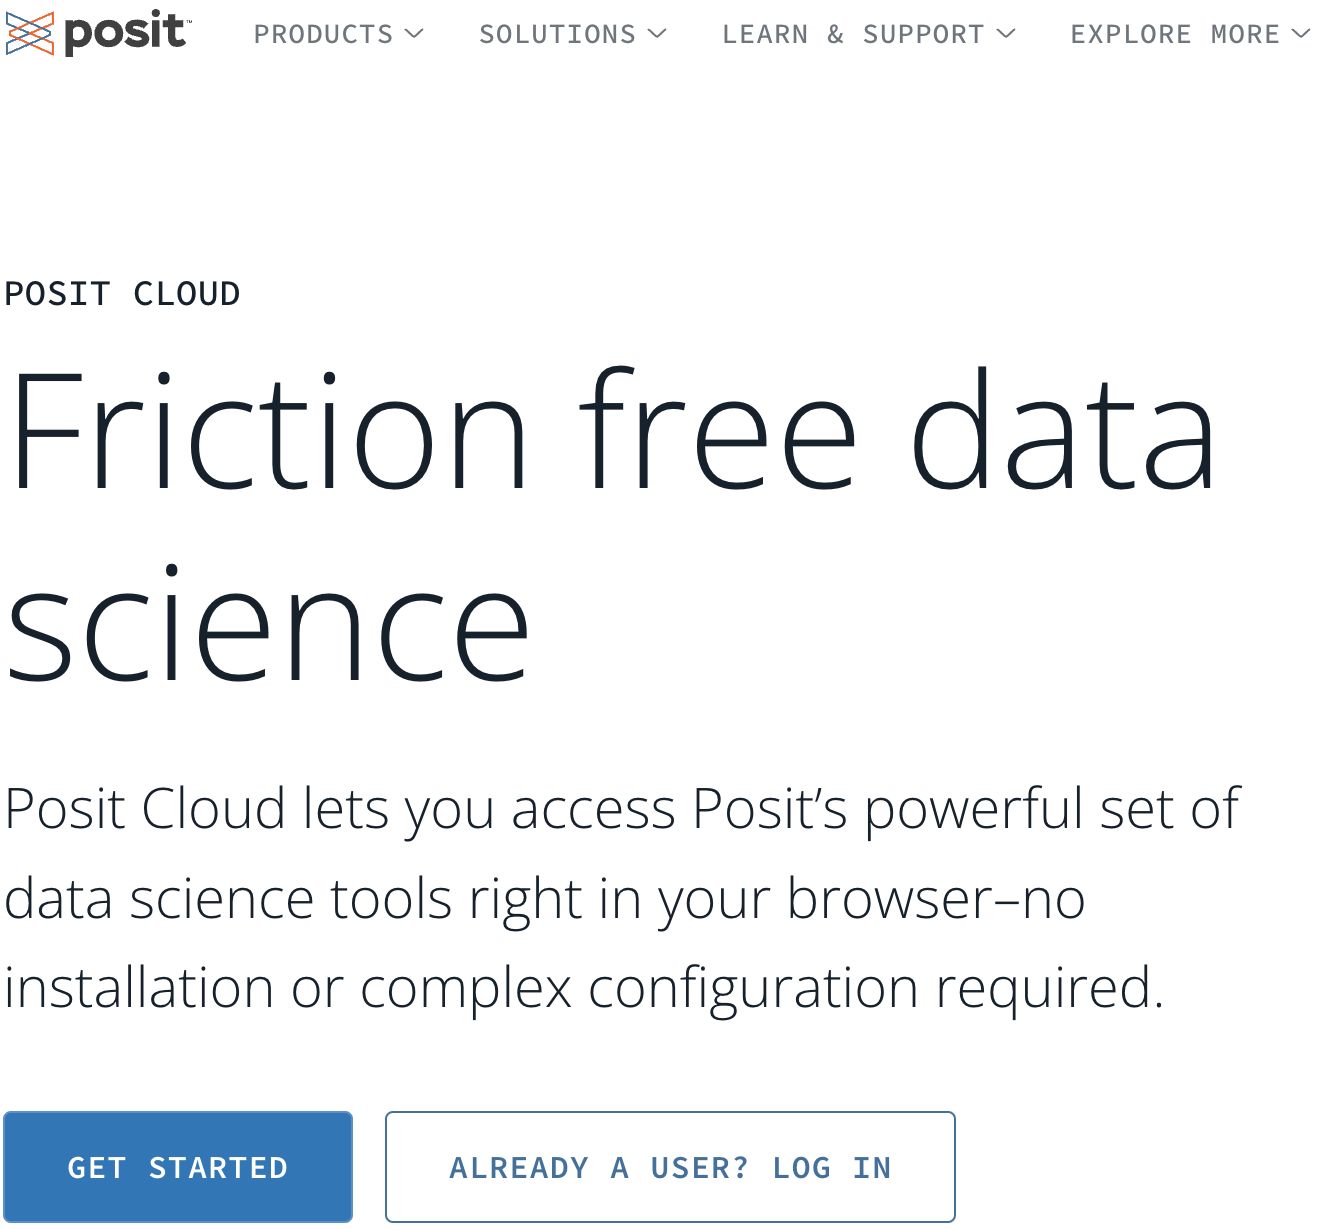 posit™
PRODUCTS
SOLUTIONS
LEARN & SUPPORT
EXPLORE MORE
POSIT CLOUD
Friction free data
science
Posit Cloud lets you access Posit’s powerful set of
data science tools right in your browser–no
installation or complex configuration required.
GET STARTED
ALREADY A USER? LOG IN